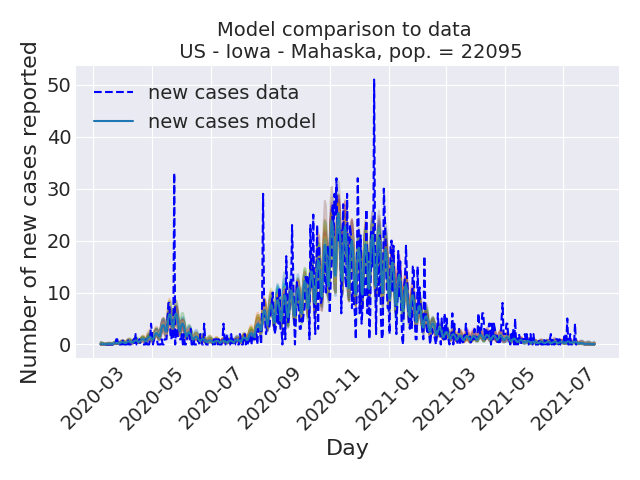 Model comparison to data
US - Iowa - Mahaska, pop. = 22095
Number of new cases reported
50
40
30
20
10
0
new cases data
new cases model
2020-03
2020-05
2020-07
2020-09
2020-11
2021-01
2021-03
2021-05
2021-07
Day